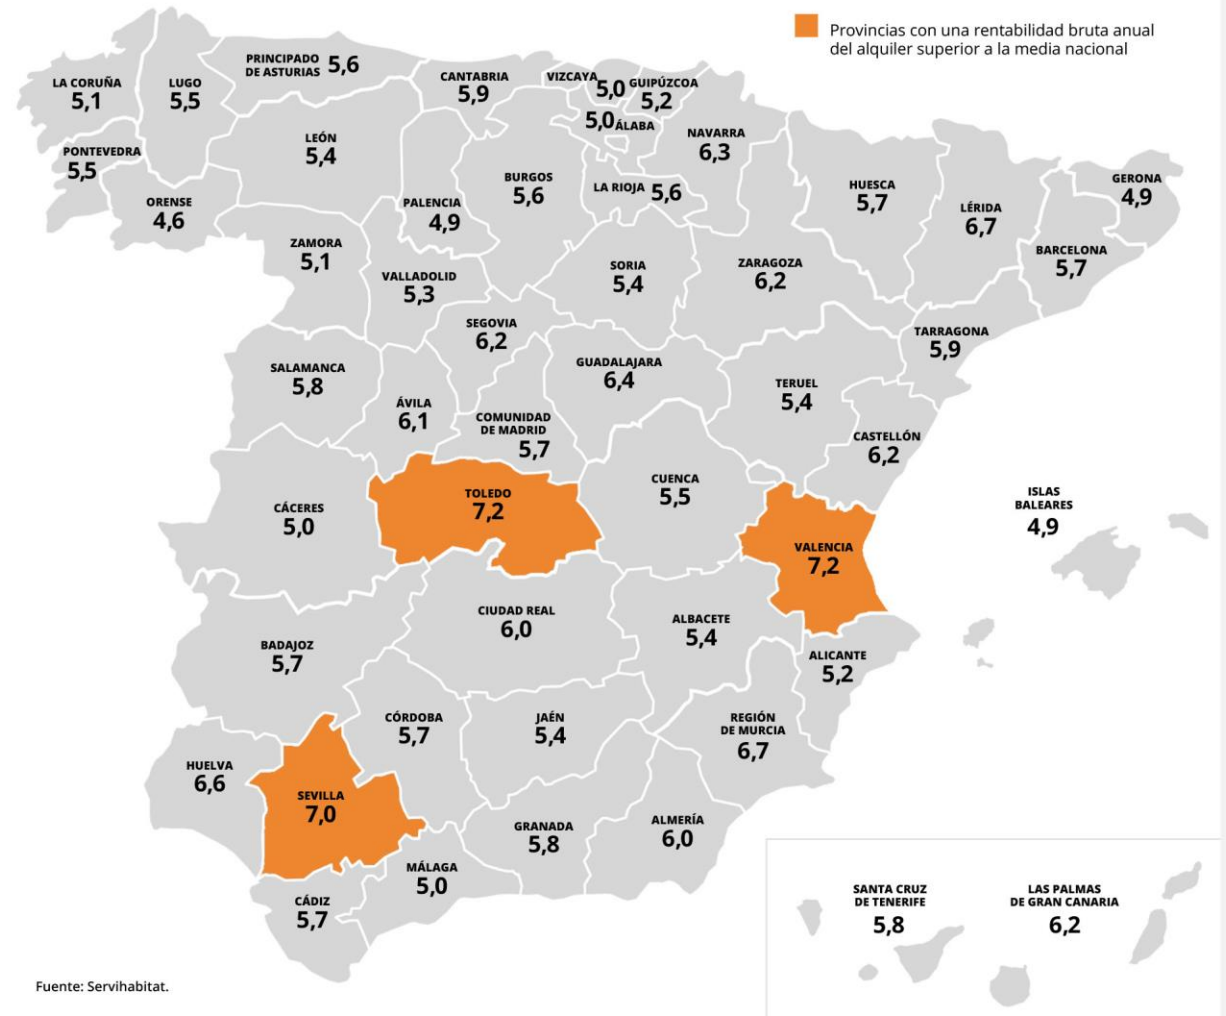 Provincias con una rentabilidad bruta anual
del alquiler superior a la media nacional
LA CORUÑA
5,1
LUGO
5,5
PRINCIPADO
DE ASTURIAS 5,6
CANTABRIA
5,9
VIZCAYA 5,0
GUIPÚZCOA
5,2
5,0 ÁLABA
NAVARRA
6,3
PONTEVEDRA
5,5
ORENSE
4,6
LEÓN
5,4
PALENCIA
4,9
BURGOS
5,6
LA RIOJA 5,6
HUESCA
5,7
LÉRIDA
6,7
GERONA
4,9
BARCELONA
5,7
ZAMORA
5,1
VALLADOLID
5,3
SORIA
5,4
ZARAGOZA
6,2
SEGOVIA
6,2
TARRAGONA
5,9
SALAMANCA
5,8
ÁVILA
6,1
GUADALAJARA
6,4
TERUEL
5,4
COMUNIDAD
DE MADRID
5,7
CASTELLÓN
6,2
CÁCERES
5,0
TOLEDO
7,2
CUENCA
5,5
VALENCIA
7,2
ISLAS
BALEARES
4,9
BADAJOZ
5,7
CIUDAD REAL
6,0
ALBACETE
5,4
ALICANTE
5,2
HUELVA
6,6
SEVILLA
7,0
CÓRDOBA
5,7
JAÉN
5,4
REGIÓN
DE MURCIA
6,7
GRANADA
5,8
ALMERÍA
6,0
MÁLAGA
5,0
CÁDIZ
5,7
SANTA CRUZ
DE TENERIFE
5,8
LAS PALMAS
DE GRAN CANARIA
6,2
Fuente: Servihabitat.